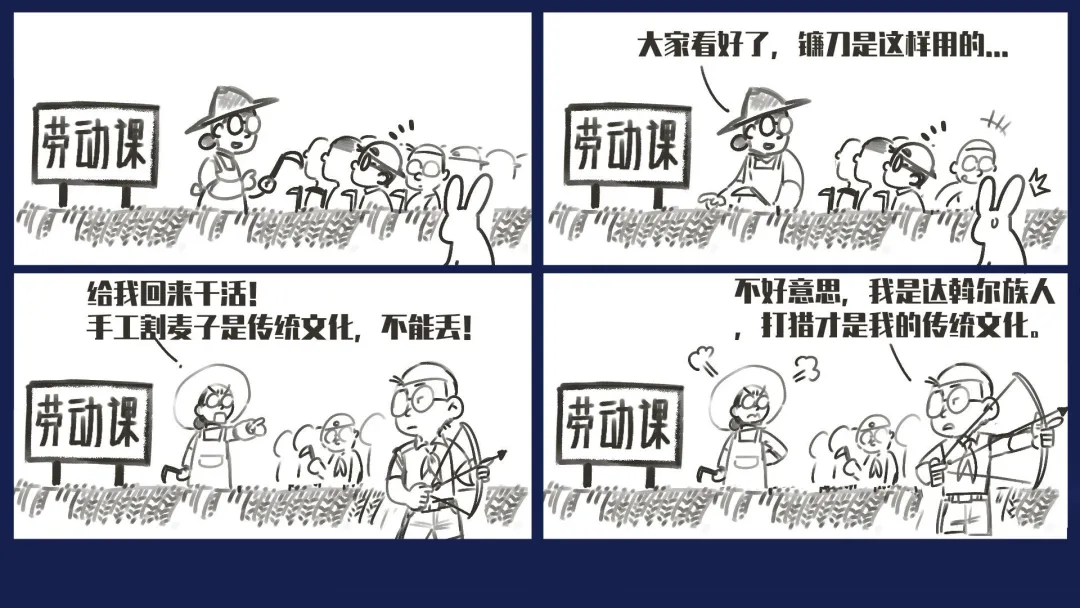 劳动课
劳动课
大家看好了，镰刀是这样用的...
给我回来干活！
手工割麦子是传统文化，不能丢！
劳动课
不好意思，我是达斡尔族人
，打猎才是我的传统文化。
劳动课